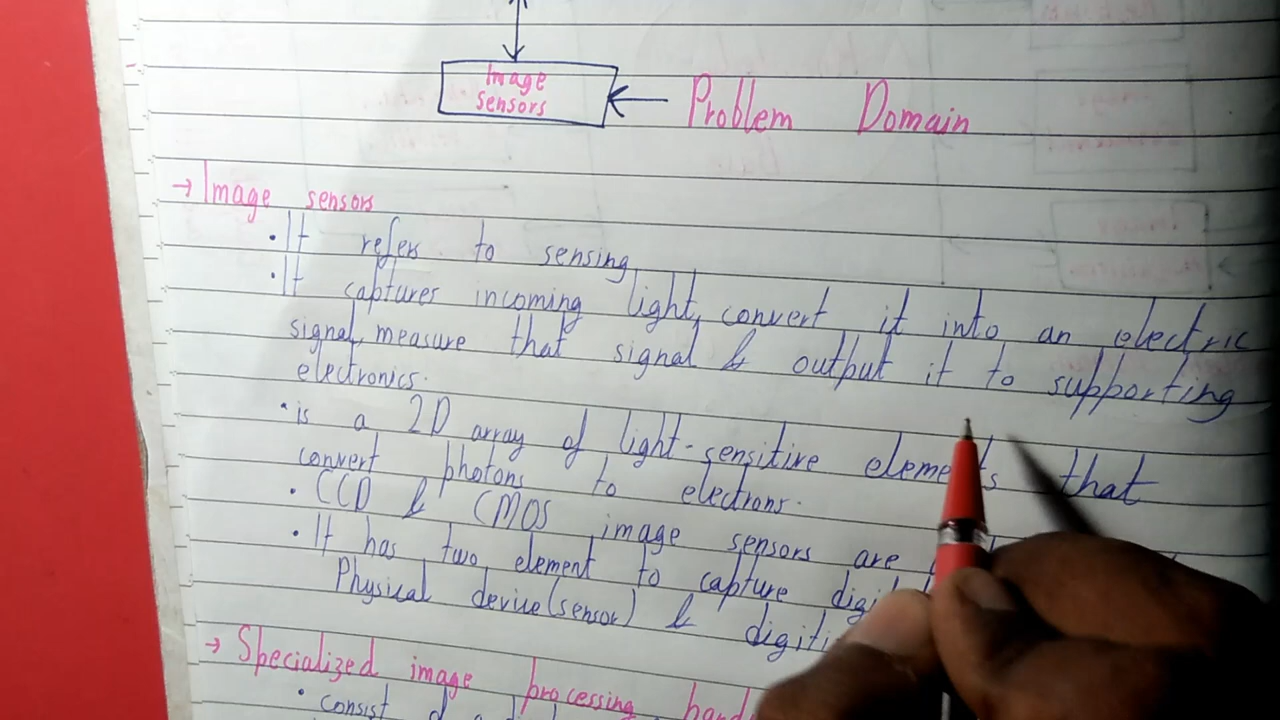 Image
sensors
Problem Domain
→ Image sensors
• It refers to sensing
• It captures incoming light, convert it into an electric
signal, measure that signal & output it to supporting
electronics.
• is a 2D array of light-sensitive elements that
convert photons to electrons.
• CCD & CMOS image sensors are
• It has two element to capture
Physical device (sensor) &
→ Specialized image processing
• consist